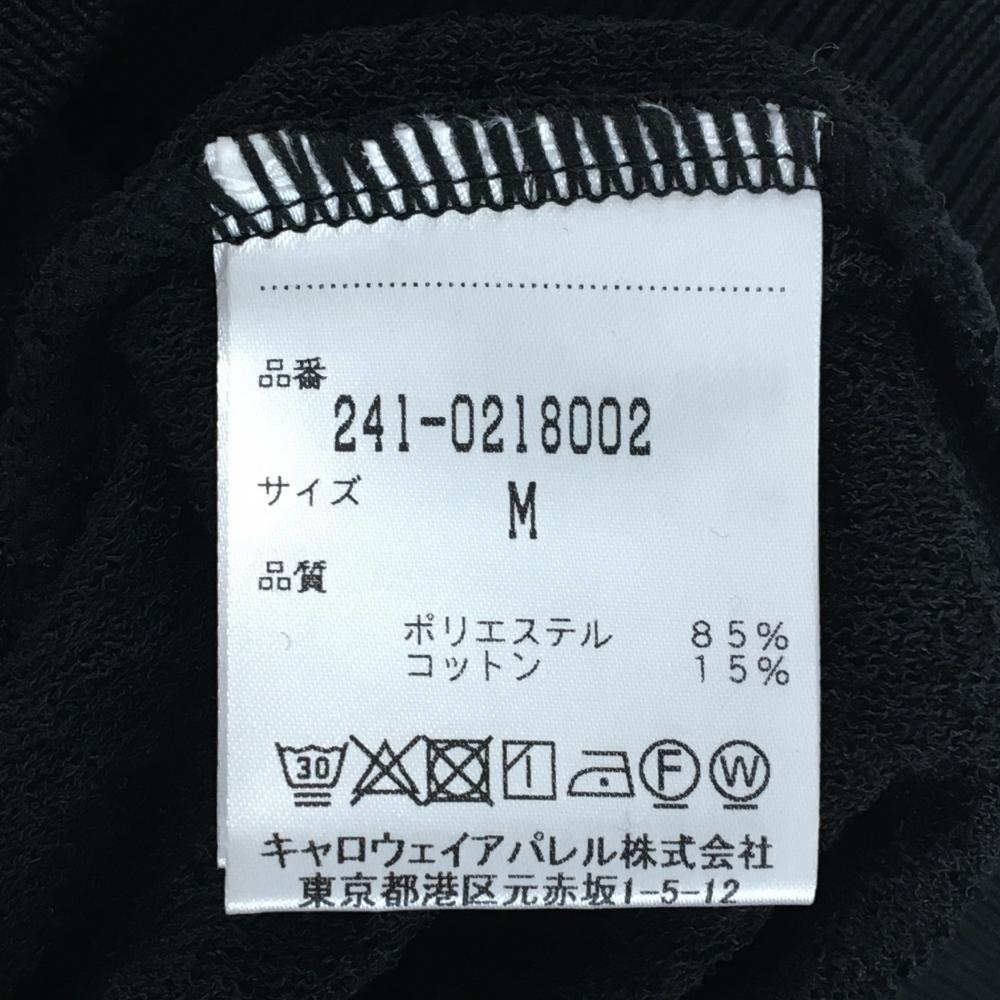 品番
241-0218002
サイズ M
品質
ポリエステル 85%
コットン 15%
30 F W
キャロウェイアパレル株式会社
東京都港区元赤坂1-5-12